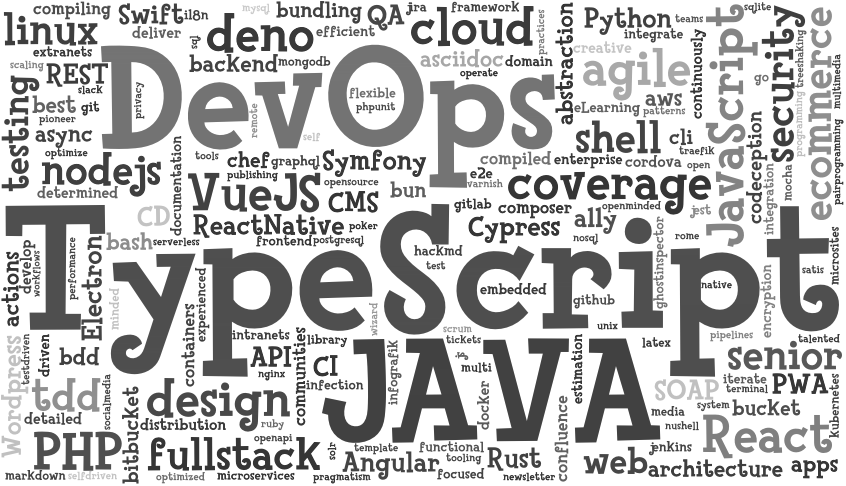 compiling
Swift
i18n
mysql
bundling
QA
jira
framework
sqlite
linux
deliver
sql
deno
efficient
cloud
practices
abstraction
Python
teams
integrate
continuously
JavaScript
security
treeshaking
ecommerce
multimedia
extranets
scaling
REST
slack
backend
mongodb
asciidoc
domain
operate
creative
agile
go
programming
testing
best
git
pioneer
async
optimize
DevOps
privacy
remote
flexible
phpunit
self
eLearning
aws
patterns
shell
cli
traefik
pairprogramming
nodejs
determined
documentation
tools
chef
graphql
Symfony
compiled
enterprise
cordova
open
codeception
integration
mocha
publishing
opensource
VueJS
CMS
bun
e2e
varnish
coverage
CD
ReactNative
poker
gitlab
composer
openminded
jest
bash
serverless
frontend
postgresql
Cypress
a11y
nosql
ghostinspector
rome
microsites
actions
develop
workflows
performance
Electron
minded
TypeScript
hackmd
test
embedded
github
unix
native
encryption
satis
experienced
containers
wizard
Wordpress
testdriven
driven
bdd
intranets
library
scrum
tickets
latex
pipelines
talented
API
nginx
communities
CI
infection
infografik
JAVA
jq
multi
docker
estimation
senior
tdd
socialmedia
detailed
design
SOAP
iterate
terminal
PWA
kubernetes
media
system
bucket
nushell
distribution
ruby
openapi
bitbucket
PHP
fullstack
solr
template
functional
tooling
confluence
React
jenkins
markdown
selfdriven
optimized
microservices
pragmatism
Angular
focused
Rust
newsletter
web
architecture
apps